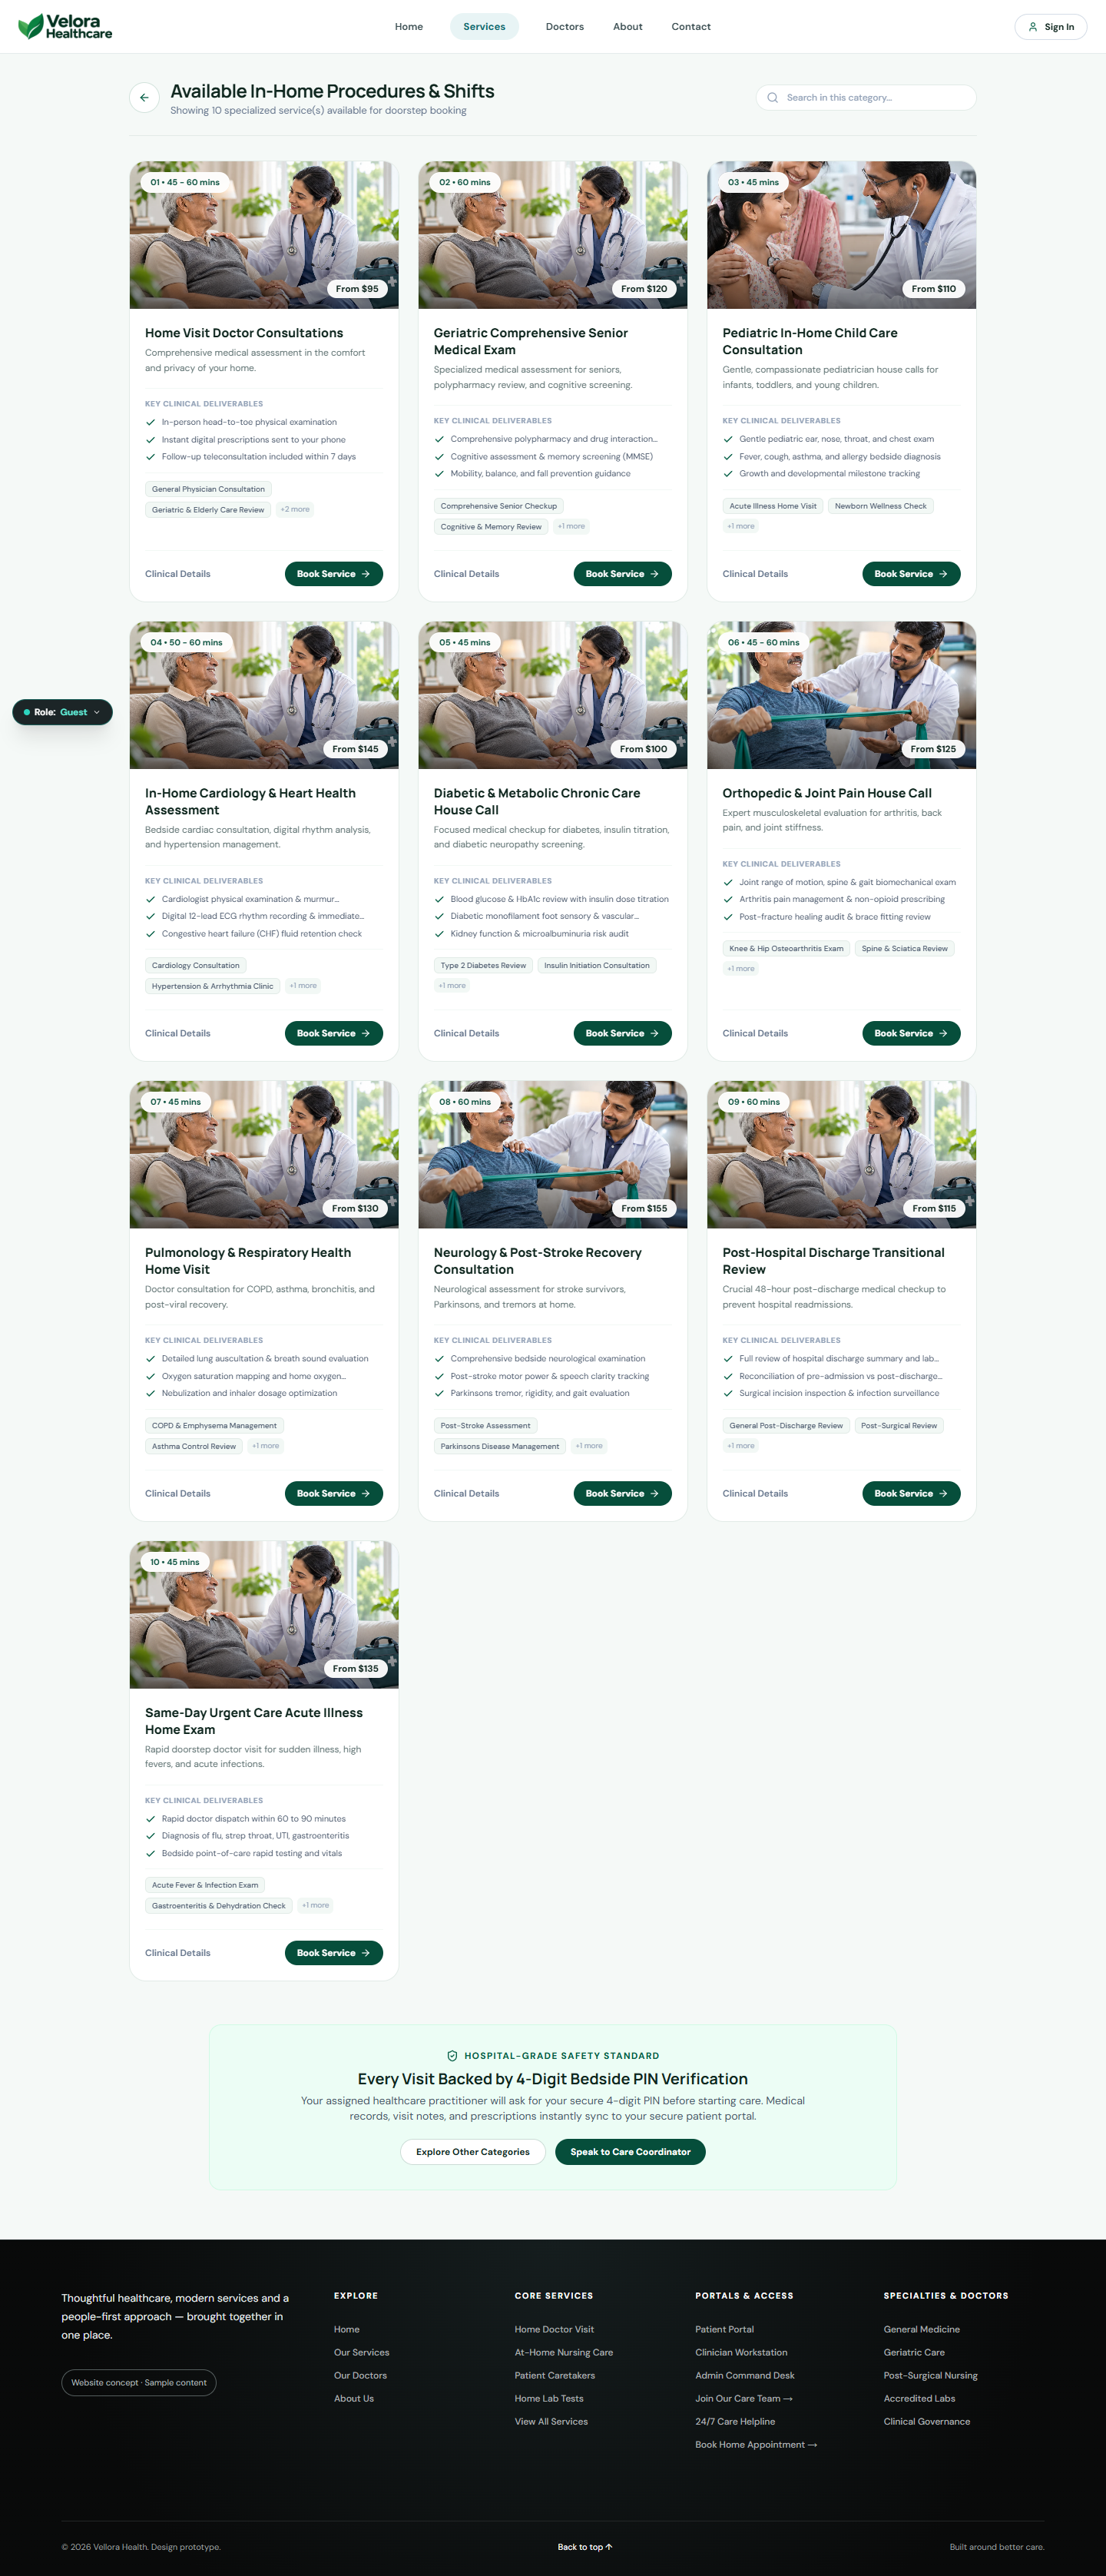 Velora
Healthcare
Home
Services
Doctors
About
Contact
Sign In
Available In-Home Procedures & Shifts
Showing 10 specialized service(s) available for doorstep booking
Search in this category...
01 • 45 - 60 mins
From $95
Home Visit Doctor Consultations
Comprehensive medical assessment in the comfort
and privacy of your home.
KEY CLINICAL DELIVERABLES
In-person head-to-toe physical examination
Instant digital prescriptions sent to your phone
Follow-up teleconsultation included within 7 days
General Physician Consultation
Geriatric & Elderly Care Review
+2 more
Clinical Details
Book Service →
02 • 60 mins
From $120
Geriatric Comprehensive Senior
Medical Exam
Specialized medical assessment for seniors,
polypharmacy review, and cognitive screening.
KEY CLINICAL DELIVERABLES
Comprehensive polypharmacy and drug interaction...
Cognitive assessment & memory screening (MMSE)
Mobility, balance, and fall prevention guidance
Comprehensive Senior Checkup
Cognitive & Memory Review
+1 more
Clinical Details
Book Service →
03 • 45 mins
From $110
Pediatric In-Home Child Care
Consultation
Gentle, compassionate pediatrician house calls for
infants, toddlers, and young children.
KEY CLINICAL DELIVERABLES
Gentle pediatric ear, nose, throat, and chest exam
Fever, cough, asthma, and allergy bedside diagnosis
Growth and developmental milestone tracking
Acute Illness Home Visit
Newborn Wellness Check
+1 more
Clinical Details
Book Service →
Role: Guest
04 • 50 - 60 mins
From $145
In-Home Cardiology & Heart Health
Assessment
Bedside cardiac consultation, digital rhythm analysis,
and hypertension management.
KEY CLINICAL DELIVERABLES
Cardiologist physical examination & murmur...
Digital 12-lead ECG rhythm recording & immediate...
Congestive heart failure (CHF) fluid retention check
Cardiology Consultation
Hypertension & Arrhythmia Clinic
+1 more
Clinical Details
Book Service →
05 • 45 mins
From $100
Diabetic & Metabolic Chronic Care
House Call
Focused medical checkup for diabetes, insulin titration,
and diabetic neuropathy screening.
KEY CLINICAL DELIVERABLES
Blood glucose & HbA1c review with insulin dose titration
Diabetic monofilament foot sensory & vascular...
Kidney function & microalbuminuria risk audit
Type 2 Diabetes Review
Insulin Initiation Consultation
+1 more
Clinical Details
Book Service →
06 • 45 - 60 mins
From $125
Orthopedic & Joint Pain House Call
Expert musculoskeletal evaluation for arthritis, back
pain, and joint stiffness.
KEY CLINICAL DELIVERABLES
Joint range of motion, spine & gait biomechanical exam
Arthritis pain management & non-opioid prescribing
Post-fracture healing audit & brace fitting review
Knee & Hip Osteoarthritis Exam
Spine & Sciatica Review
+1 more
Clinical Details
Book Service →
07 • 45 mins
From $130
Pulmonology & Respiratory Health
Home Visit
Doctor consultation for COPD, asthma, bronchitis, and
post-viral recovery.
KEY CLINICAL DELIVERABLES
Detailed lung auscultation & breath sound evaluation
Oxygen saturation mapping and home oxygen...
Nebulization and inhaler dosage optimization
COPD & Emphysema Management
Asthma Control Review
+1 more
Clinical Details
Book Service →
08 • 60 mins
From $155
Neurology & Post-Stroke Recovery
Consultation
Neurological assessment for stroke survivors,
Parkinsons, and tremors at home.
KEY CLINICAL DELIVERABLES
Comprehensive bedside neurological examination
Post-stroke motor power & speech clarity tracking
Parkinsons tremor, rigidity, and gait evaluation
Post-Stroke Assessment
Parkinsons Disease Management
+1 more
Clinical Details
Book Service →
09 • 60 mins
From $115
Post-Hospital Discharge Transitional
Review
Crucial 48-hour post-discharge medical checkup to
prevent hospital readmissions.
KEY CLINICAL DELIVERABLES
Full review of hospital discharge summary and lab...
Reconciliation of pre-admission vs post-discharge...
Surgical incision inspection & infection surveillance
General Post-Discharge Review
Post-Surgical Review
+1 more
Clinical Details
Book Service →
10 • 45 mins
From $135
Same-Day Urgent Care Acute Illness
Home Exam
Rapid doorstep doctor visit for sudden illness, high
fevers, and acute infections.
KEY CLINICAL DELIVERABLES
Rapid doctor dispatch within 60 to 90 minutes
Diagnosis of flu, strep throat, UTI, gastroenteritis
Bedside point-of-care rapid testing and vitals
Acute Fever & Infection Exam
Gastroenteritis & Dehydration Check
+1 more
Clinical Details
Book Service →
HOSPITAL-GRADE SAFETY STANDARD
Every Visit Backed by 4-Digit Bedside PIN Verification
Your assigned healthcare practitioner will ask for your secure 4-digit PIN before starting care. Medical
records, visit notes, and prescriptions instantly sync to your secure patient portal.
Explore Other Categories
Speak to Care Coordinator
Thoughtful healthcare, modern services and a
people-first approach — brought together in
one place.
Website concept · Sample content
EXPLORE
Home
Our Services
Our Doctors
About Us
CORE SERVICES
Home Doctor Visit
At-Home Nursing Care
Patient Caretakers
Home Lab Tests
View All Services
PORTALS & ACCESS
Patient Portal
Clinician Workstation
Admin Command Desk
Join Our Care Team →
24/7 Care Helpline
Book Home Appointment →
SPECIALTIES & DOCTORS
General Medicine
Geriatric Care
Post-Surgical Nursing
Accredited Labs
Clinical Governance
© 2026 Vellora Health. Design prototype.
Back to top ↑
Built around better care.